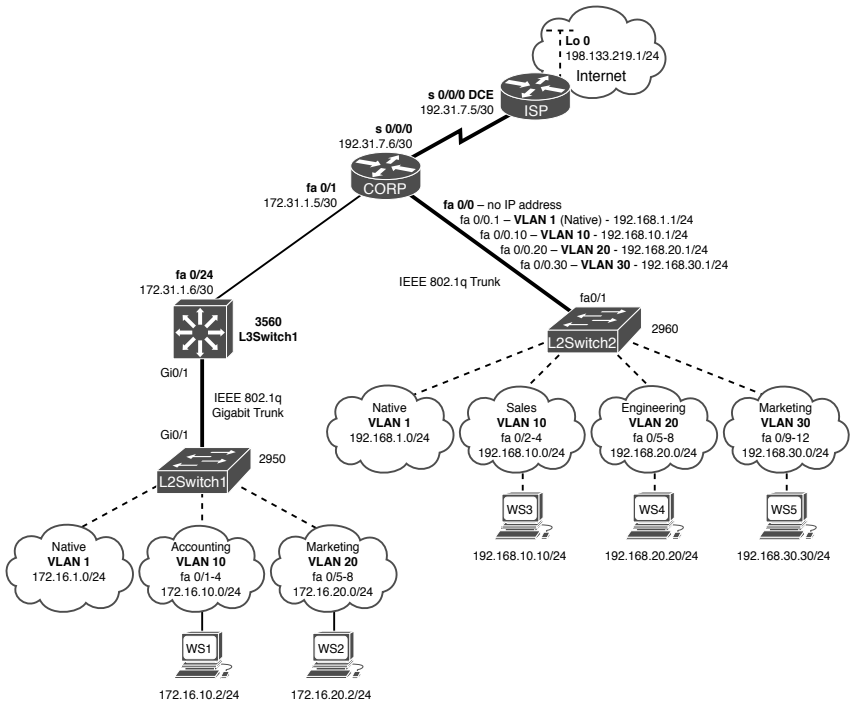 Lo 0
198.133.219.1/24
Internet
s 0/0/0 DCE
192.31.7.5/30
ISP
s 0/0/0
192.31.7.6/30
CORP
fa 0/1
172.31.1.5/30
fa 0/0 – no IP address
fa 0/0.1 – VLAN 1 (Native) - 192.168.1.1/24
fa 0/0.10 – VLAN 10 - 192.168.10.1/24
fa 0/0.20 – VLAN 20 - 192.168.20.1/24
fa 0/0.30 – VLAN 30 - 192.168.30.1/24
IEEE 802.1q Trunk
fa 0/24
172.31.1.6/30
3560
L3Switch1
Gi0/1
IEEE 802.1q
Gigabit Trunk
Gi0/1
2950
L2Switch1
fa0/1
2960
L2Switch2
Native
VLAN 1
192.168.1.0/24
Sales
VLAN 10
fa 0/2-4
192.168.10.0/24
Engineering
VLAN 20
fa 0/5-8
192.168.20.0/24
Marketing
VLAN 30
fa 0/9-12
192.168.30.0/24
WS3
192.168.10.10/24
WS4
192.168.20.20/24
WS5
192.168.30.30/24
Native
VLAN 1
172.16.1.0/24
Accounting
VLAN 10
fa 0/1-4
172.16.10.0/24
Marketing
VLAN 20
fa 0/5-8
172.16.20.0/24
WS1
172.16.10.2/24
WS2
172.16.20.2/24